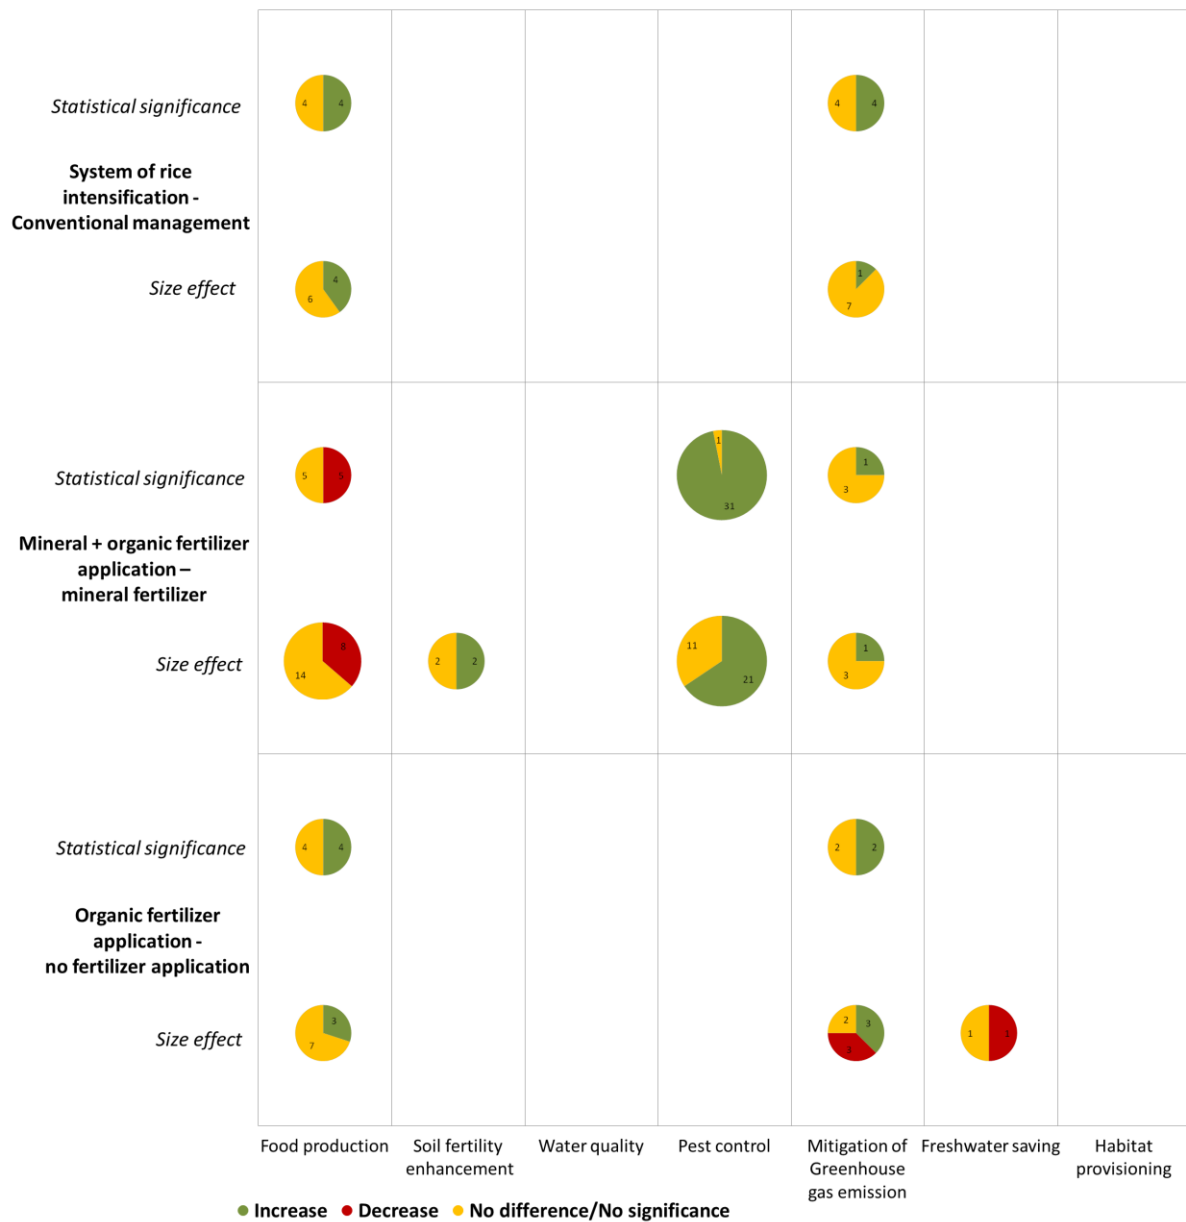 Statistical significance
4
4
4
4
System of rice
intensification -
Conventional management
Size effect
4
6
1
7
Statistical significance
5
5
1
31
1
3
Mineral + organic fertilizer
application –
mineral fertilizer
Size effect
8
14
2
2
11
21
1
3
Statistical significance
4
4
2
2
Organic fertilizer
application -
no fertilizer application
Size effect
3
7
2
3
3
1
1
Food production
Soil fertility
enhancement
Water quality
Pest control
Mitigation of
Greenhouse
gas emission
Freshwater saving
Habitat
provisioning
Increase
Decrease
No difference/No significance